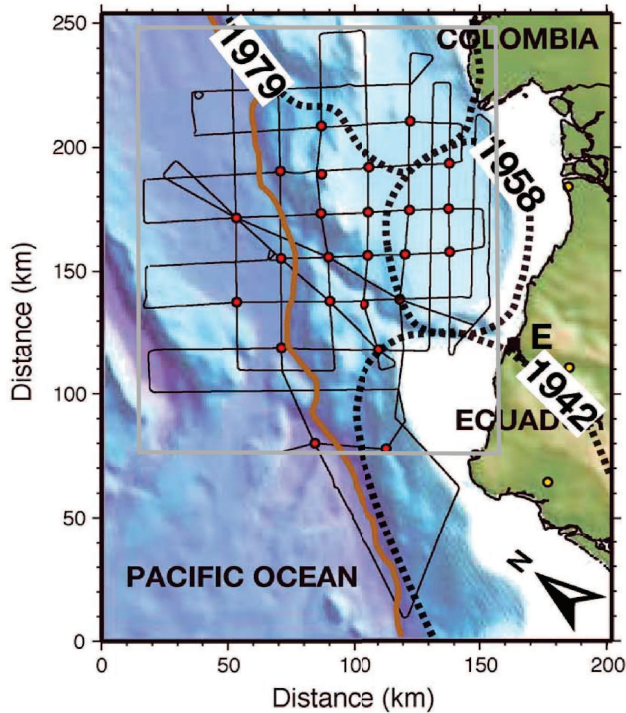 250
COLOMBIA
1979
200
1958
150
Distance (km)
E
100
1942
ECUADOR
50
N
PACIFIC OCEAN
0
0
50
100
150
200
Distance (km)